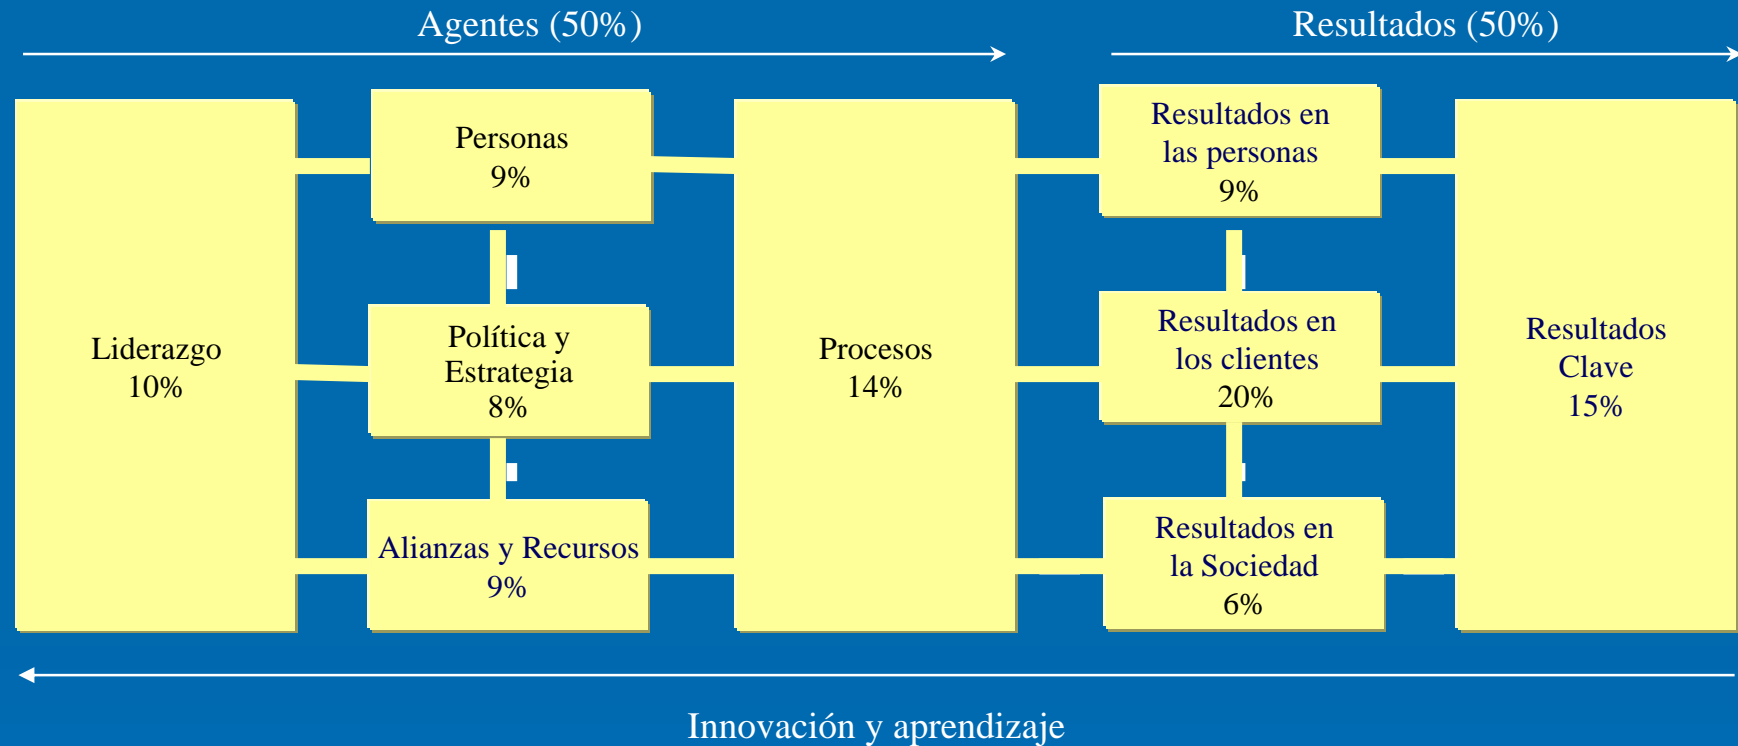 Agentes (50%)
Resultados (50%)
Liderazgo
10%
Personas
9%
Política y
Estrategia
8%
Alianzas y Recursos
9%
Procesos
14%
Resultados en
las personas
9%
Resultados en
los clientes
20%
Resultados en
la Sociedad
6%
Resultados
Clave
15%
Innovación y aprendizaje